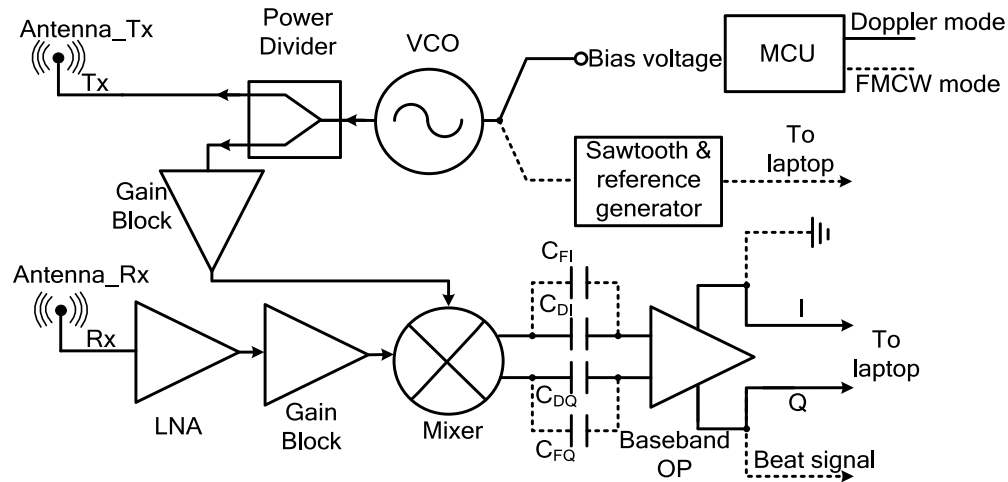 Antenna_Tx
Tx
Power
Divider
VCO
Bias voltage
MCU
Doppler mode
FMCW mode
Sawtooth &
reference
generator
To
laptop
Gain
Block
Antenna_Rx
Rx
LNA
Gain
Block
Mixer
C_FI
C_DI
C_DQ
C_FQ
Baseband
OP
I
To
laptop
Q
Beat signal